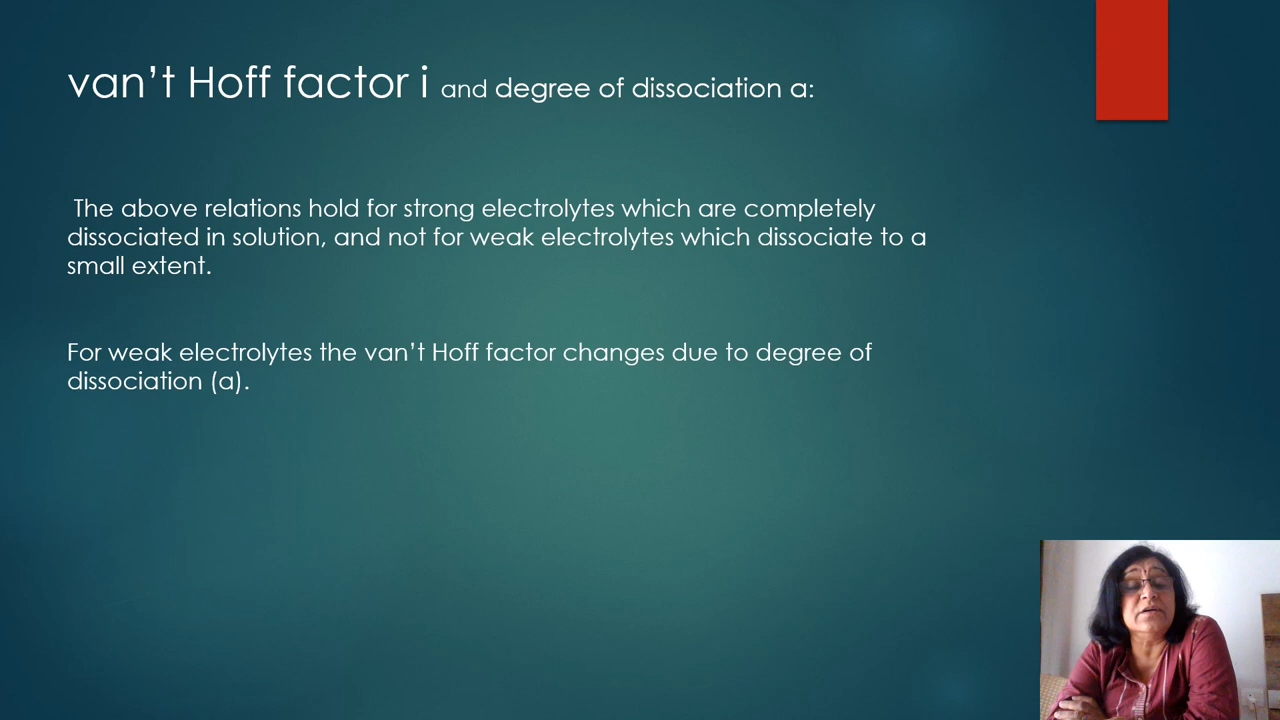 van’t Hoff factor i and degree of dissociation a:
The above relations hold for strong electrolytes which are completely
dissociated in solution, and not for weak electrolytes which dissociate to a
small extent.
For weak electrolytes the van’t Hoff factor changes due to degree of
dissociation (a).